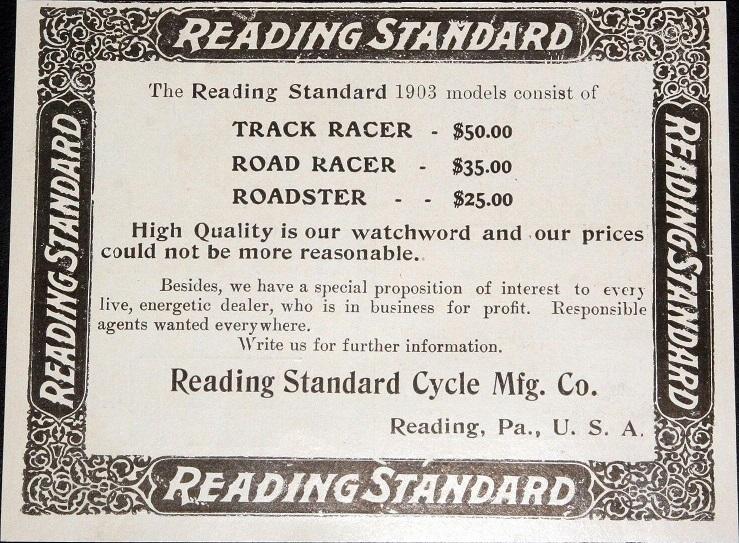 READING STANDARD
READING STANDARD
READING STANDARD
The Reading Standard 1903 models consist of
TRACK RACER - $50.00
ROAD RACER - $35.00
ROADSTER - - $25.00
High Quality is our watchword and our prices
could not be more reasonable.
Besides, we have a special proposition of interest to every
live, energetic dealer, who is in business for profit. Responsible
agents wanted everywhere.
Write us for further information.
Reading Standard Cycle Mfg. Co.
Reading, Pa., U. S. A.
READING STANDARD